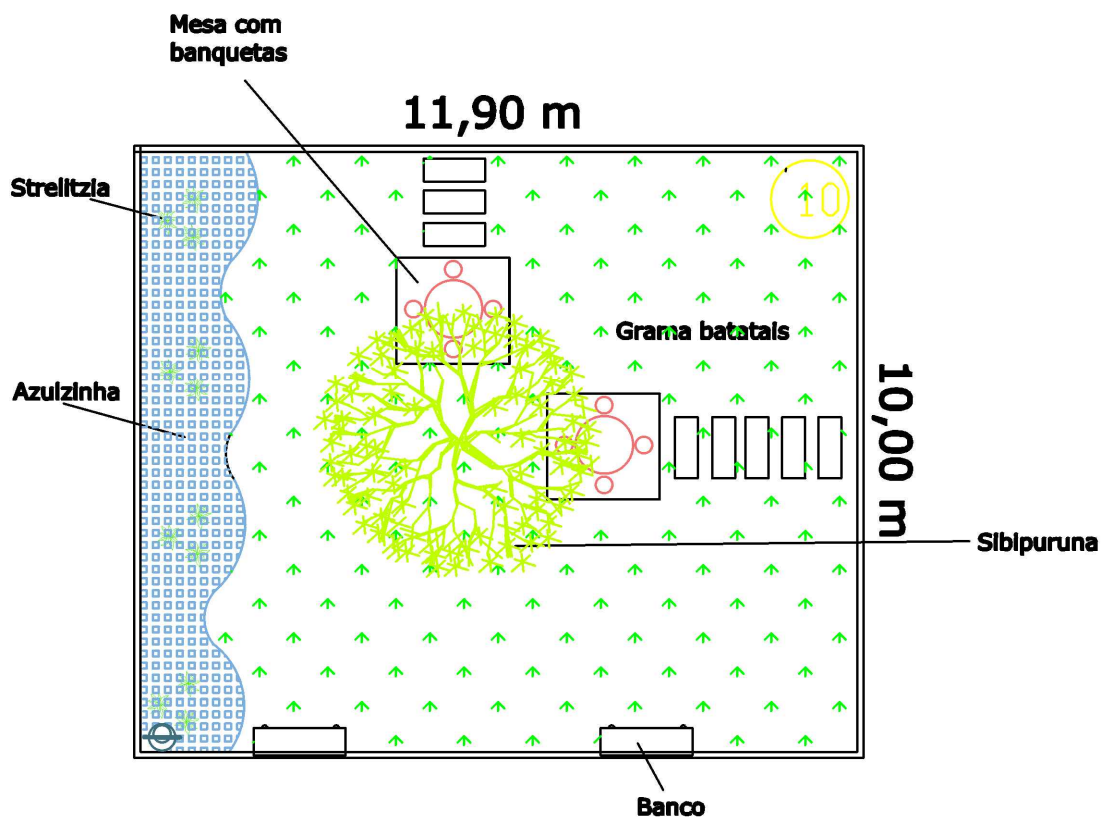 Mesa com
banquetas
11,90 m
Strelitzia
10
Grama batatais
Azulzinha
10,00 m
Sibipuruna
Banco